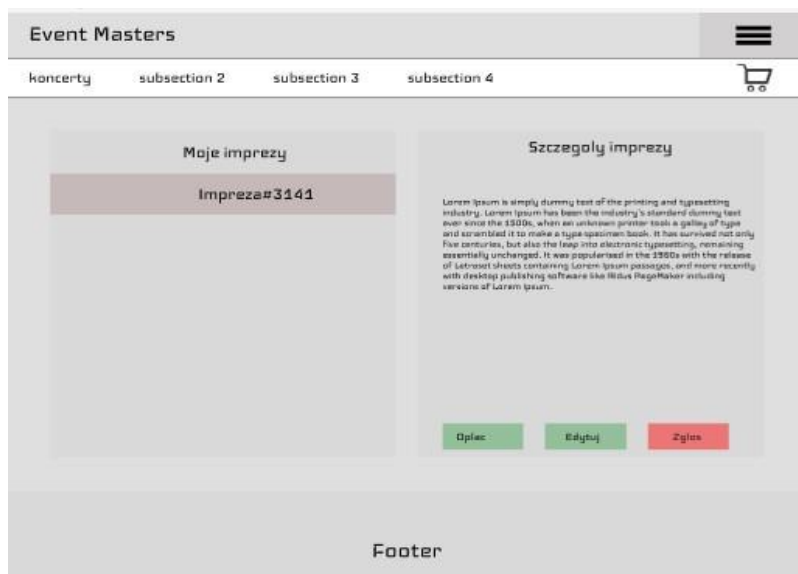 Event Masters
koncerty subsection 2 subsection 3 subsection 4
Moje imprezy
Impreza#3141
Szczegoly imprezy
Lorem Ipsum is simply dummy text of the printing and typesetting
industry. Lorem Ipsum has been the industry's standard dummy text
ever since the 1500s, when an unknown printer took a galley of type
and scrambled it to make a type specimen book. It has survived not only
five centuries, but also the leap into electronic typesetting, remaining
essentially unchanged. It was popularised in the 1960s with the release
of Letraset sheets containing Lorem Ipsum passages, and more recently
with desktop publishing software like Aldus PageMaker including
versions of Lorem Ipsum.
Oplac Edytuj Zglos
Footer